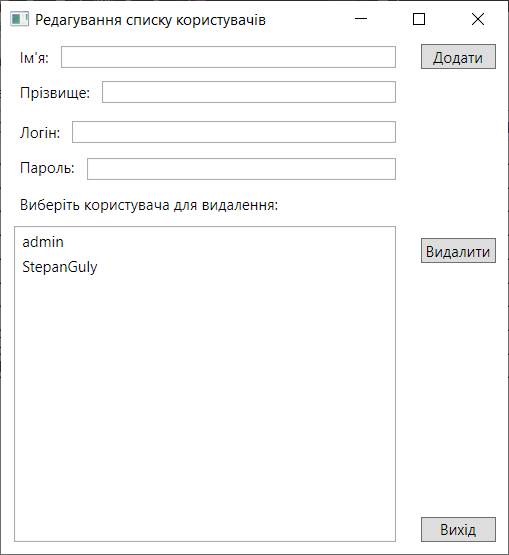 Редагування списку користувачів
Ім'я:
Додати
Прізвище:
Логін:
Пароль:
Виберіть користувача для видалення:
admin
StepanGuly
Видалити
Вихід